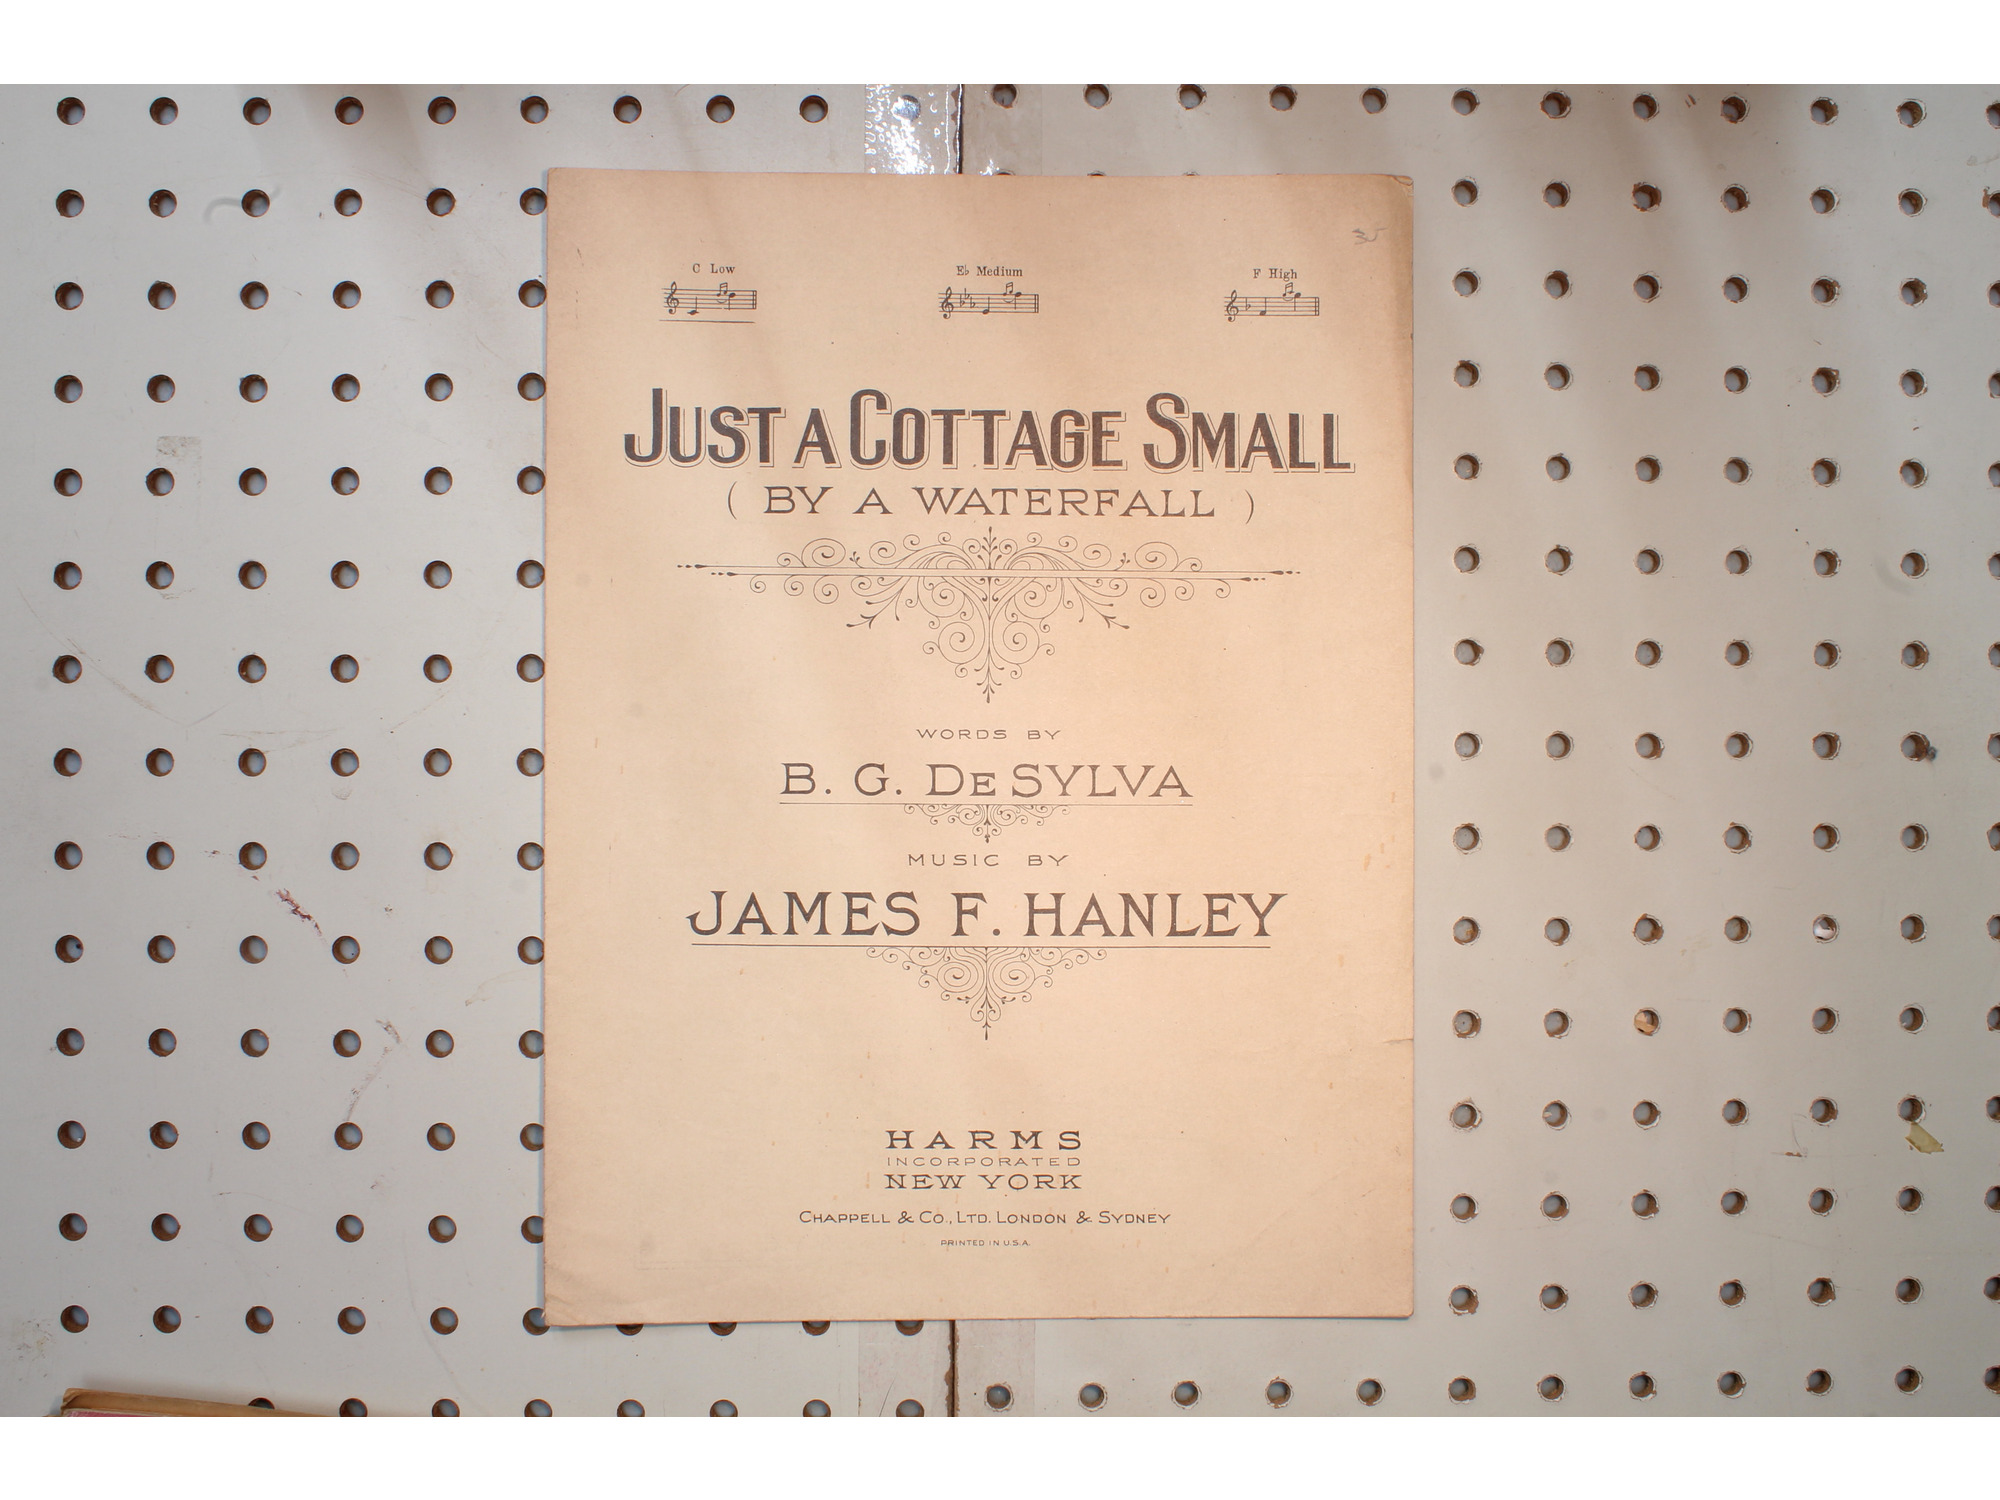 35
C Low
E♭ Medium
F High
JUST A COTTAGE SMALL
( BY A WATERFALL )
WORDS BY
B. G. DE SYLVA
MUSIC BY
JAMES F. HANLEY
HARMS
INCORPORATED
NEW YORK
CHAPPELL & CO., LTD. LONDON & SYDNEY
PRINTED IN U.S.A.